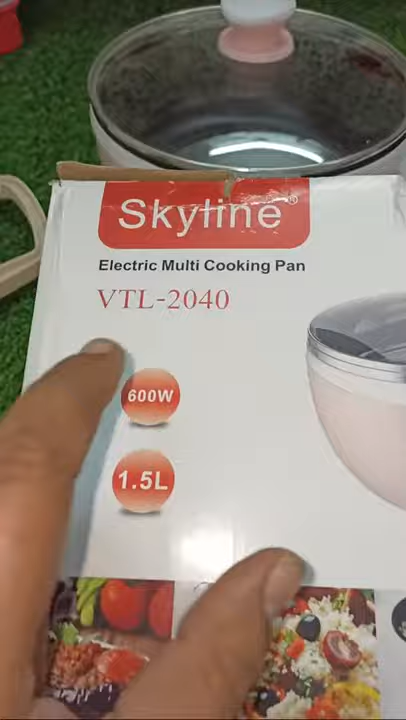 Skyline®
Electric Multi Cooking Pan
VTL-2040
600W
1.5L